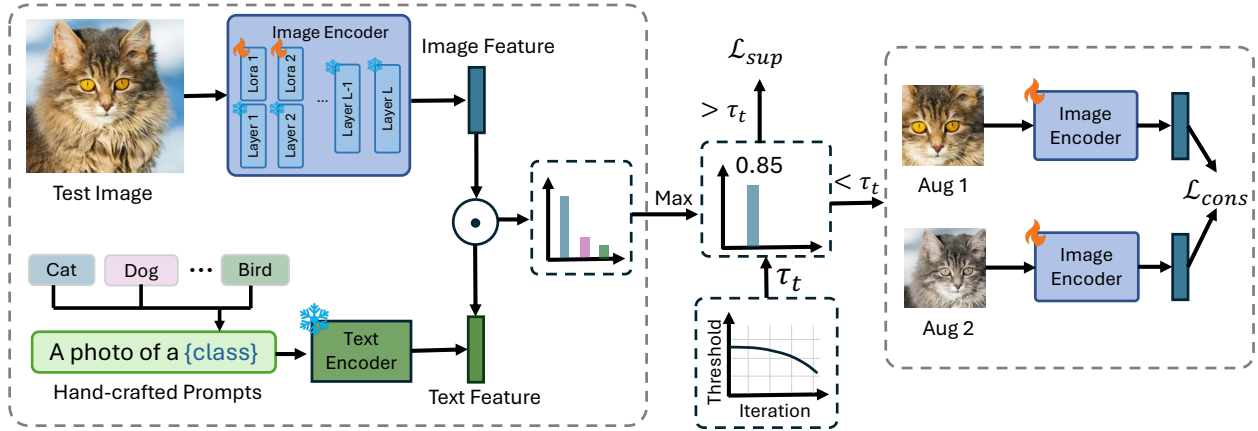 Image Encoder
Lora 1
Lora 2
...
Layer 1
Layer 2
Layer L-1
Layer L
Test Image
Image Feature
Cat
Dog
•••
Bird
A photo of a {class}
Hand-crafted Prompts
Text
Encoder
Text Feature
Max
0.85
> τ_t
ℒ_sup
< τ_t
τ_t
Threshold
Iteration
Aug 1
Image
Encoder
Aug 2
Image
Encoder
ℒ_cons